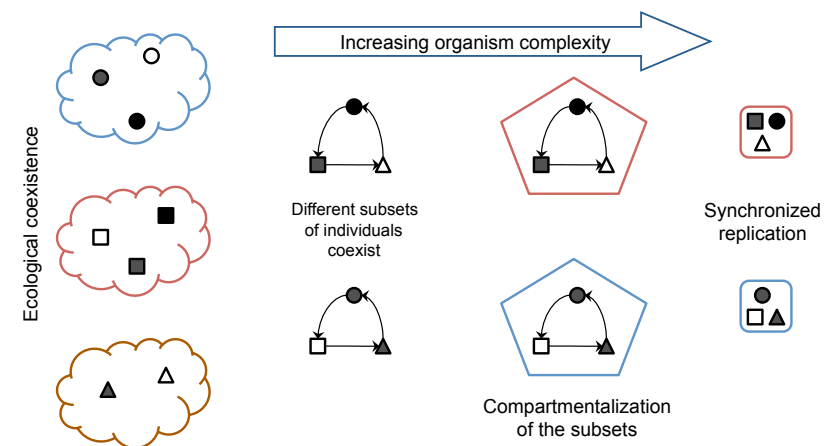 Increasing organism complexity
Ecological coexistence
Different subsets
of individuals
coexist
Synchronized
replication
Compartmentalization
of the subsets